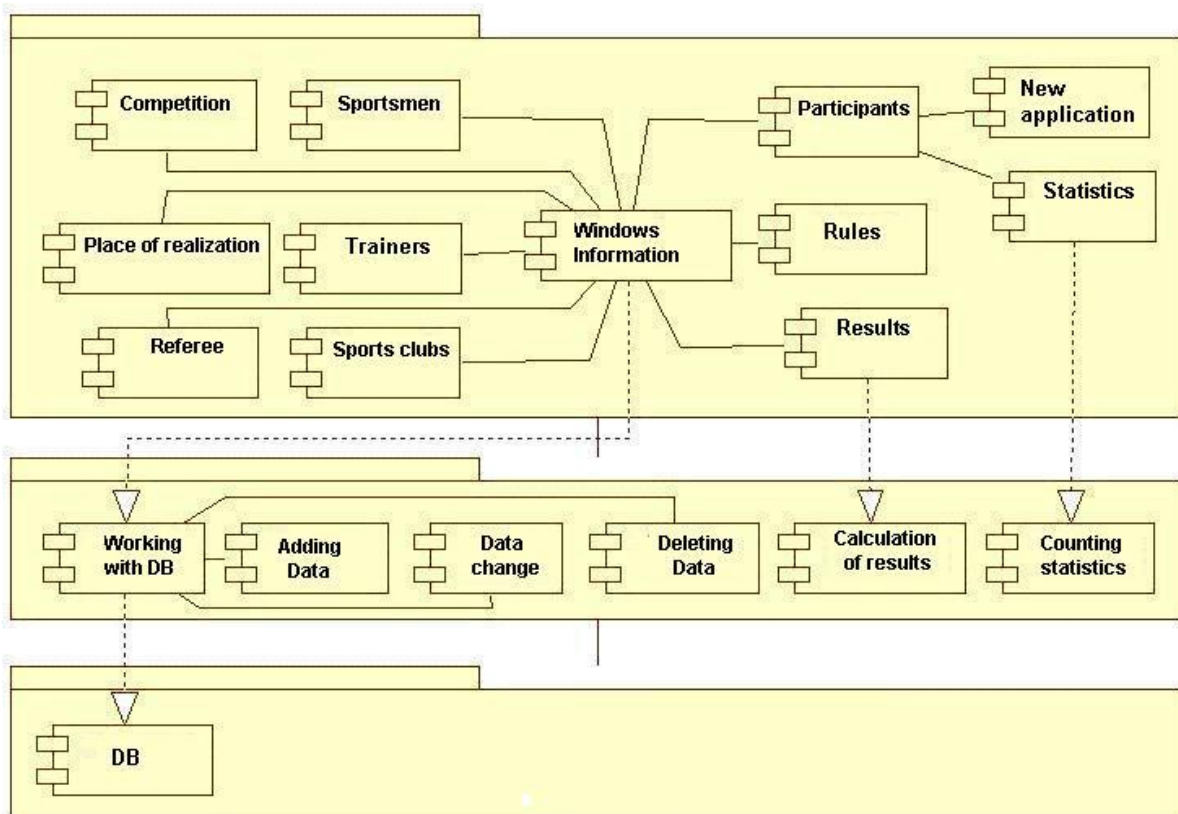 Competition
Sportsmen
Participants
New
application
Statistics
Place of realization
Trainers
Windows
Information
Rules
Referee
Sports clubs
Results
Working
with DB
Adding
Data
Data
change
Deleting
Data
Calculation
of results
Counting
statistics
DB